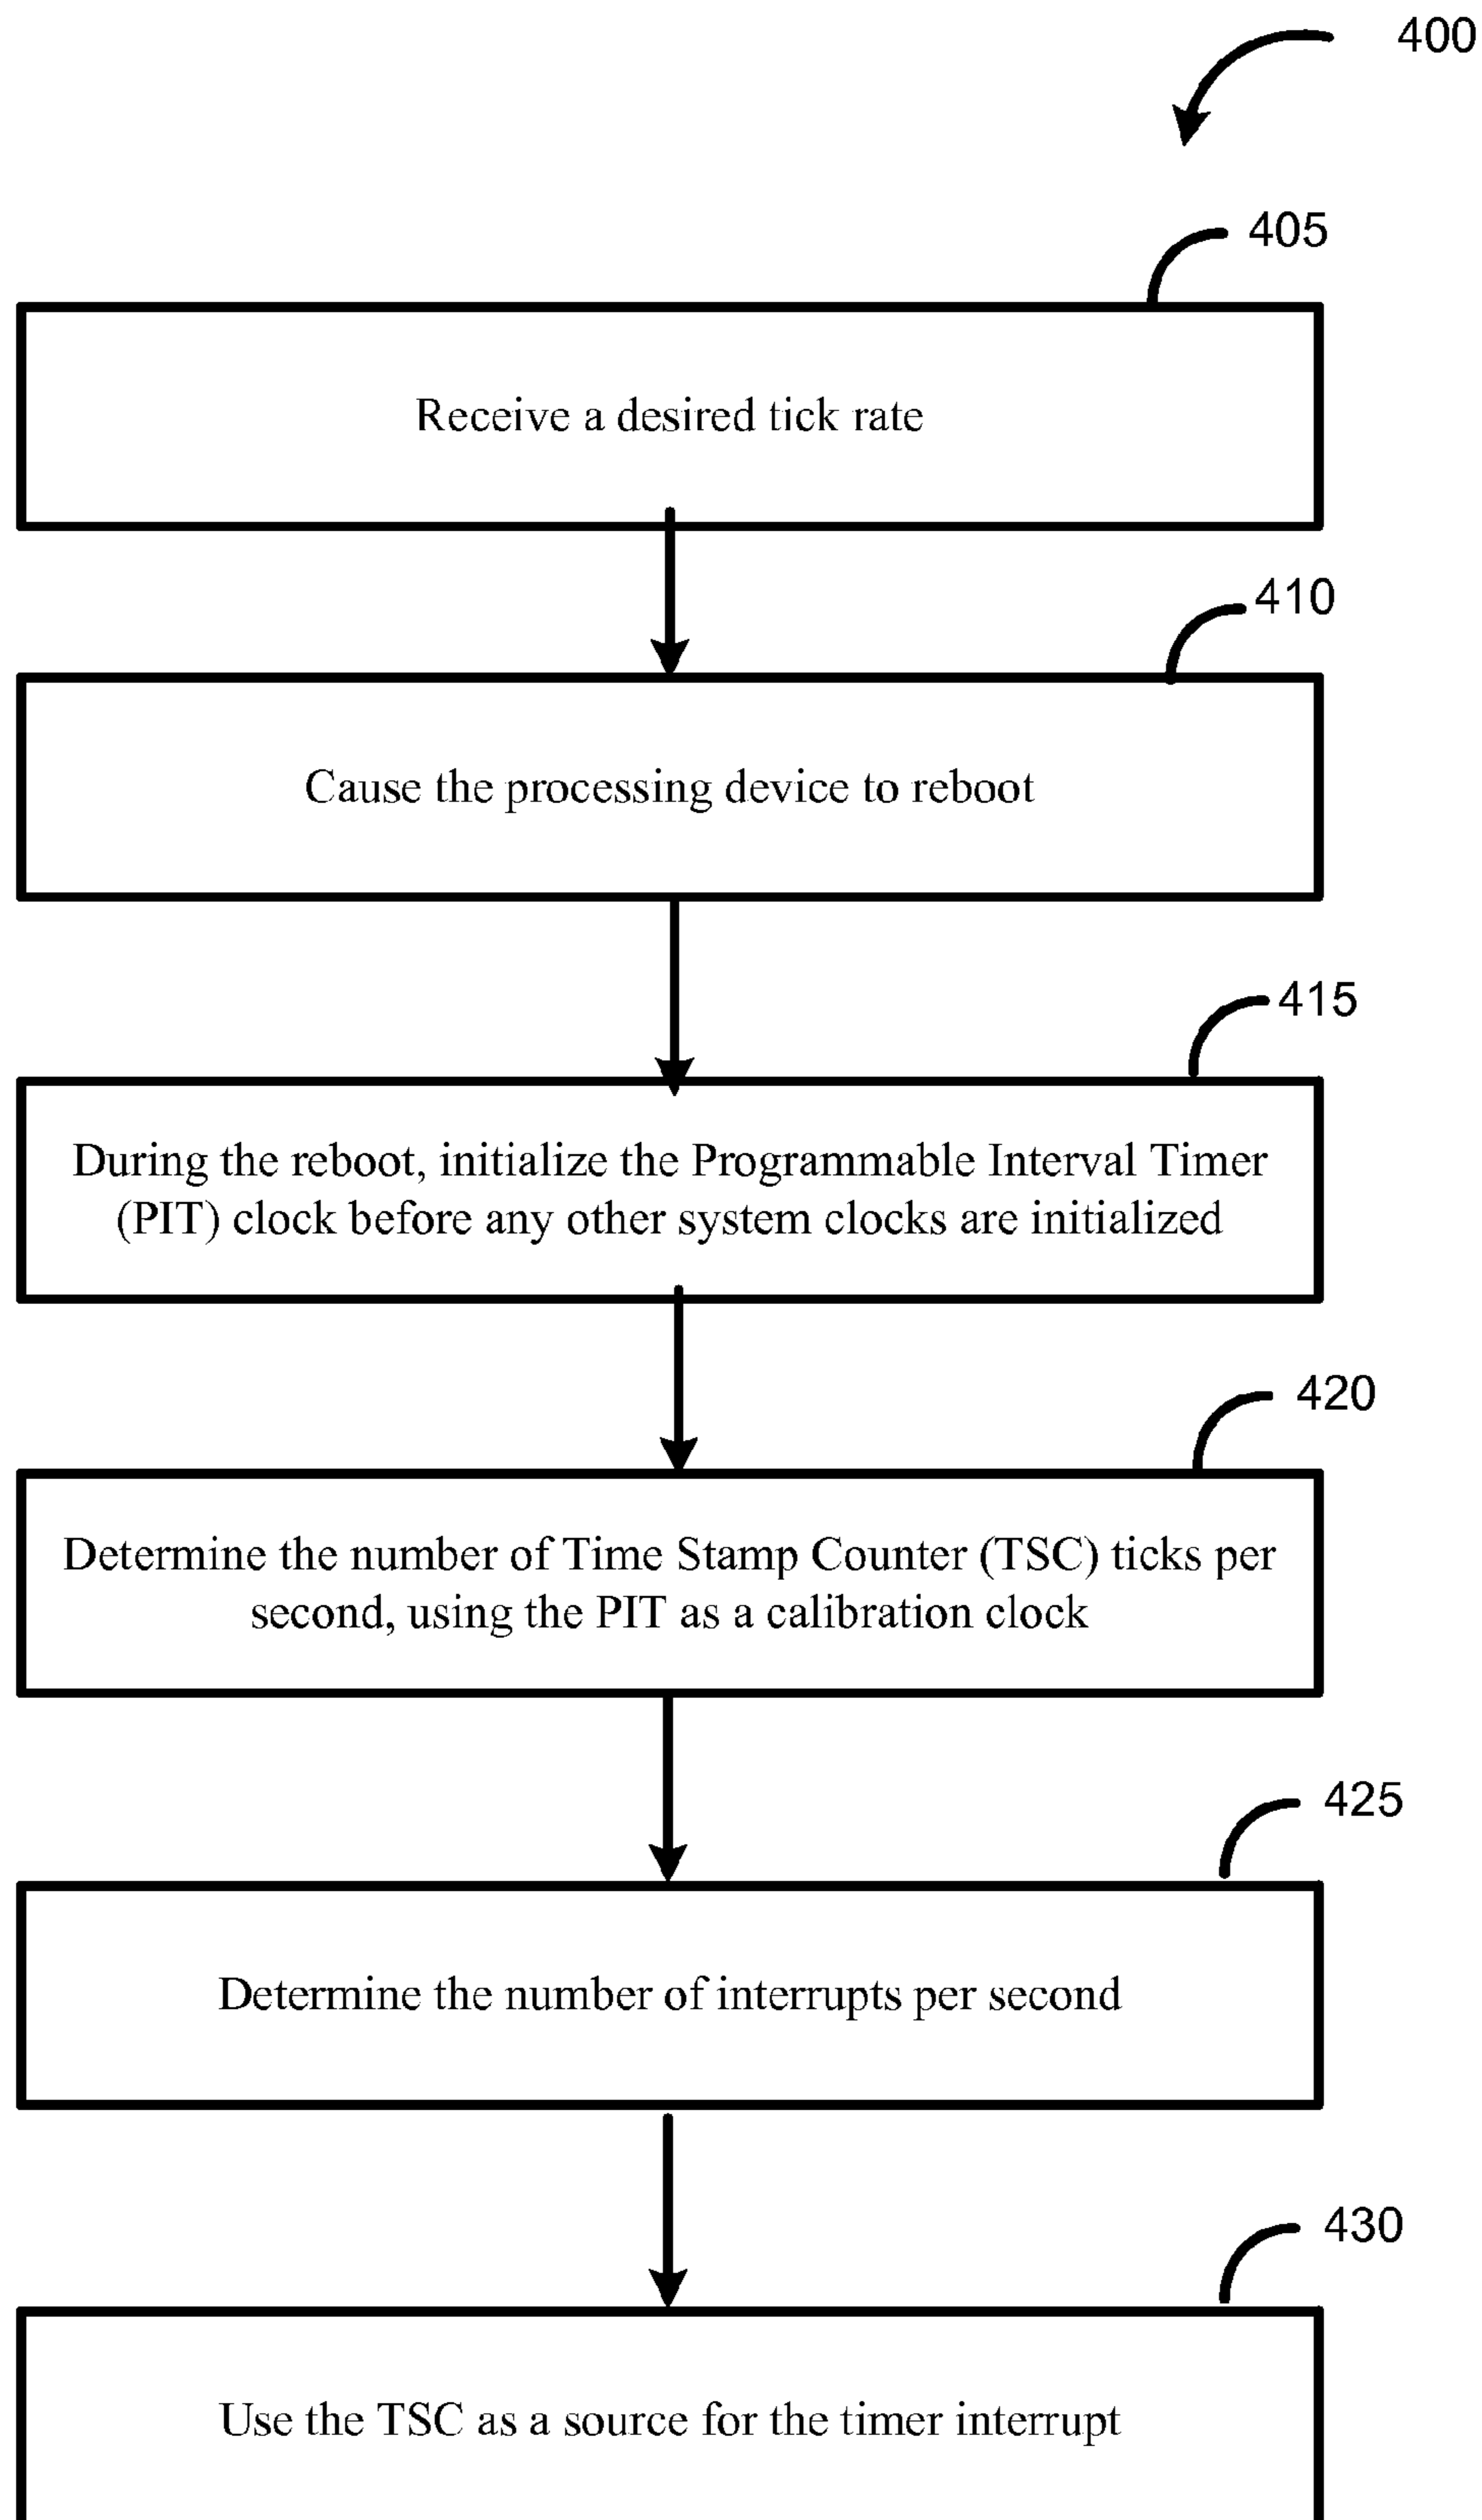 400
405
Receive a desired tick rate
410
Cause the processing device to reboot
415
During the reboot, initialize the Programmable Interval Timer
(PIT) clock before any other system clocks are initialized
420
Determine the number of Time Stamp Counter (TSC) ticks per
second, using the PIT as a calibration clock
425
Determine the number of interrupts per second
430
Use the TSC as a source for the timer interrupt